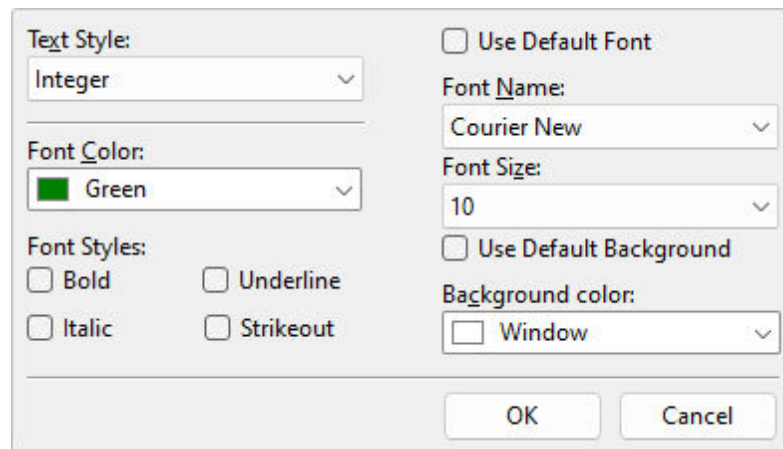 Text Style:
Integer
Font Color:
Green
Font Styles:
Bold
Underline
Italic
Strikeout
Use Default Font
Font Name:
Courier New
Font Size:
10
Use Default Background
Background color:
Window
OK
Cancel